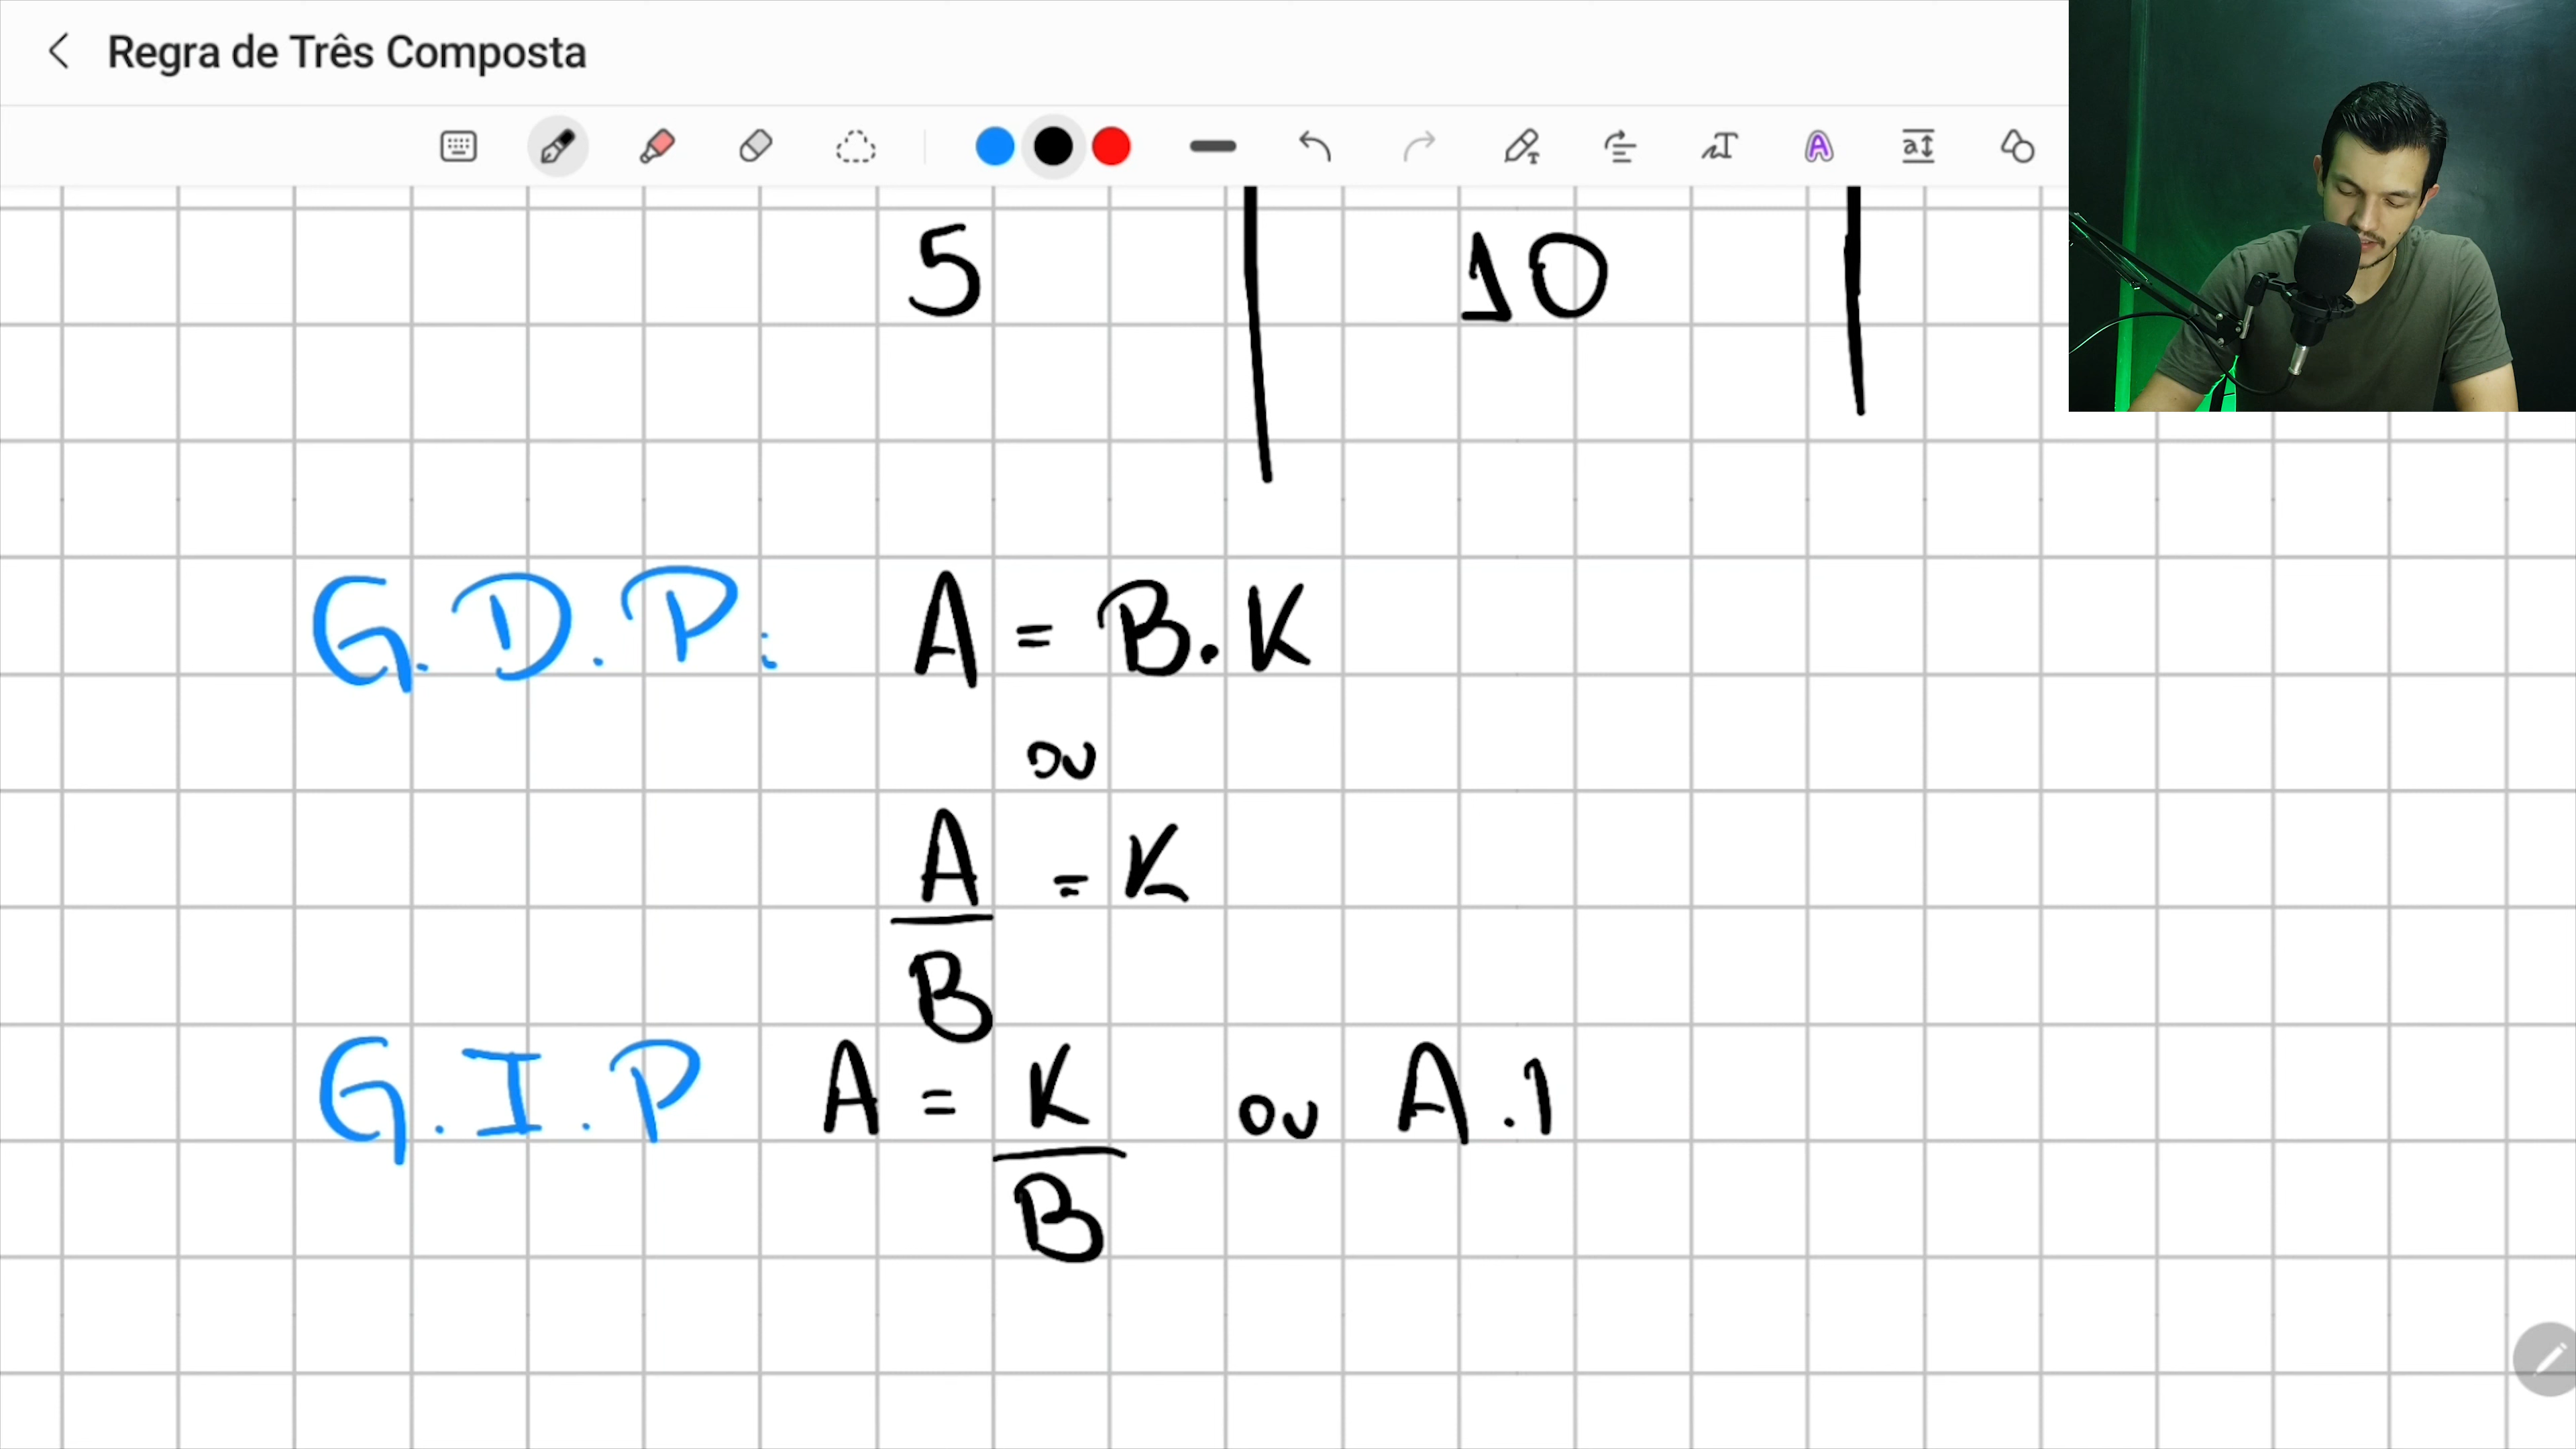 Regra de Três Composta
5 10
G.D.P: A = B.K
ou
A = K
B
G.I.P A = K ou A.1
B